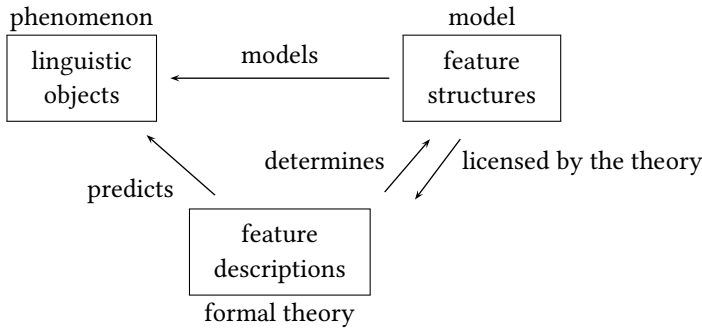 phenomenon
model
linguistic
objects
models
feature
structures
determines
licensed by the theory
predicts
feature
descriptions
formal theory